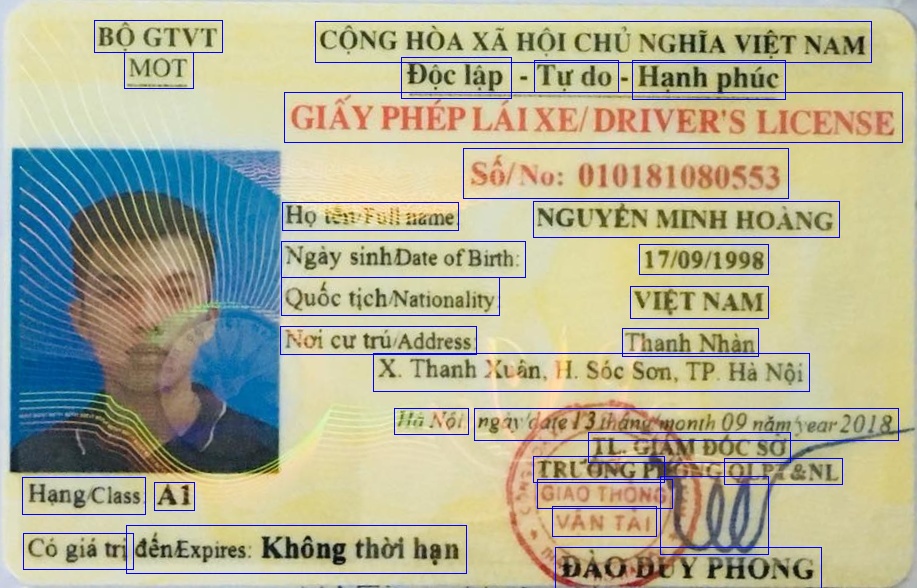 BỘ GTVT
MOT
CỘNG HÒA XÃ HỘI CHỦ NGHĨA VIỆT NAM
Độc lập - Tự do - Hạnh phúc
GIẤY PHÉP LÁI XE/ DRIVER'S LICENSE
Số/No: 010181080553
Họ tên/Full name: NGUYỄN MINH HOÀNG
Ngày sinh/Date of Birth: 17/09/1998
Quốc tịch/Nationality: VIỆT NAM
Nơi cư trú/Address: Thanh Nhàn
X. Thanh Xuân, H. Sóc Sơn, TP. Hà Nội
Hà Nội, ngày/date 13 tháng/month 09 năm/year 2018
TL. GIÁM ĐỐC SỞ
TRƯỞNG PHÒNG QLPT&NL
GIAO THÔNG
VẬN TẢI
Hạng/Class: A1
Có giá trị đến/Expires: Không thời hạn
ĐÀO DUY PHONG